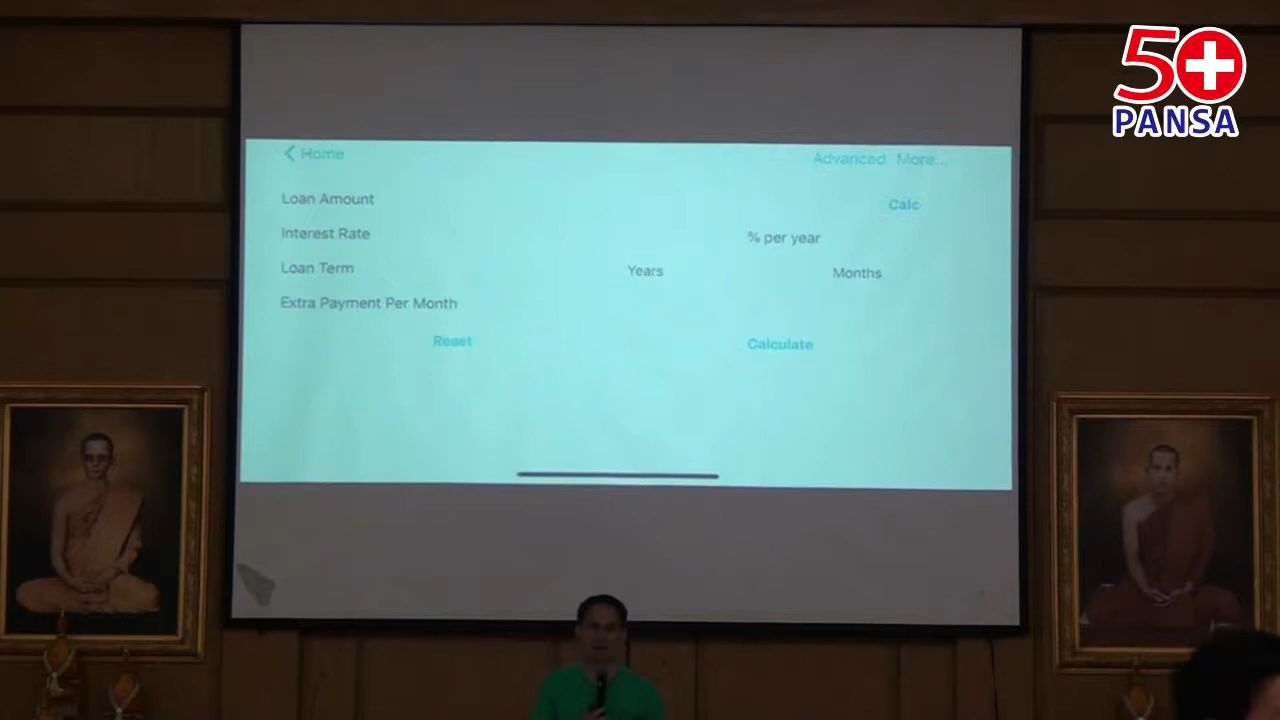 50
PANSA
Home
Advanced More...
Loan Amount
Calc
Interest Rate
% per year
Loan Term
Years
Months
Extra Payment Per Month
Reset
Calculate